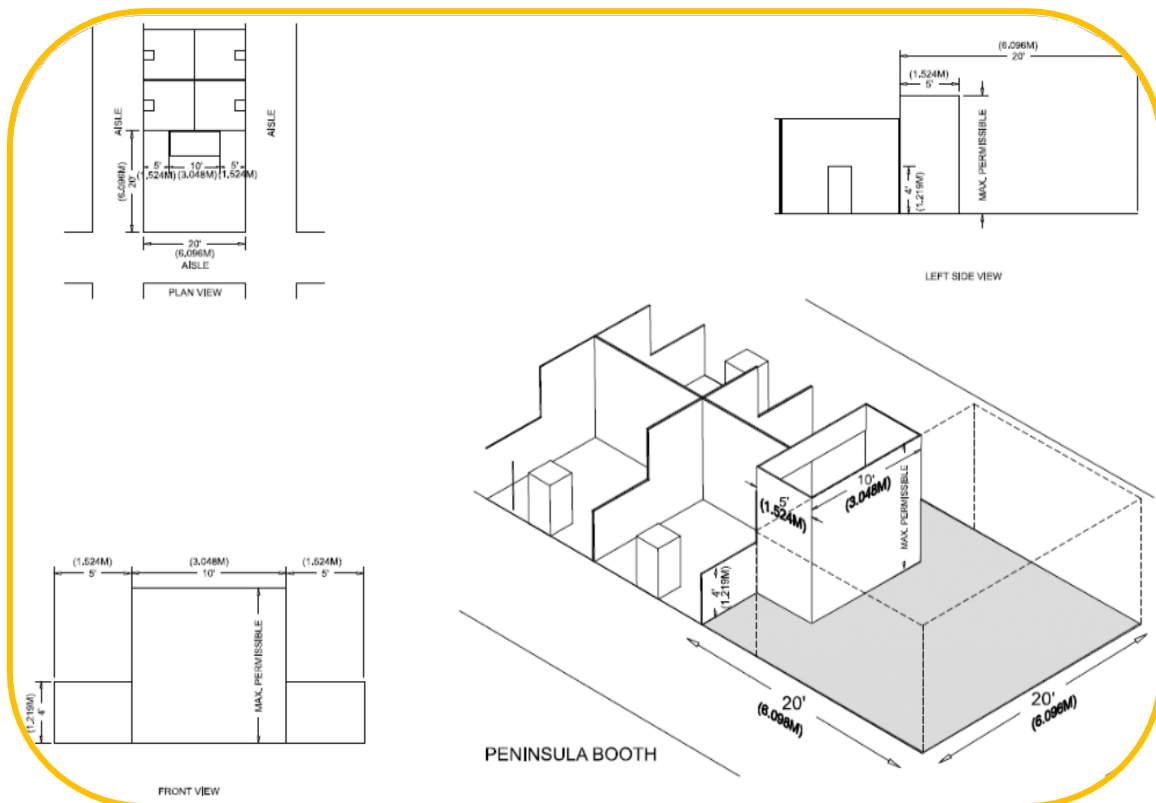 AISLE
AISLE
5' 10' 5'
(1.524M) (3.048M) (1.524M)
20'
(6.096M)
20'
(6.096M)
AISLE
PLAN VIEW
(6.096M)
20'
(1.524M)
5'
MAX. PERMISSIBLE
4'
(1.219M)
LEFT SIDE VIEW
10'
(3.048M)
5'
(1.524M)
MAX. PERMISSIBLE
4'
(1.219M)
20'
(6.096M)
20'
(6.096M)
PENINSULA BOOTH
(1.524M) (3.048M) (1.524M)
5' 10' 5'
MAX. PERMISSIBLE
4'
(1.219M)
FRONT VIEW